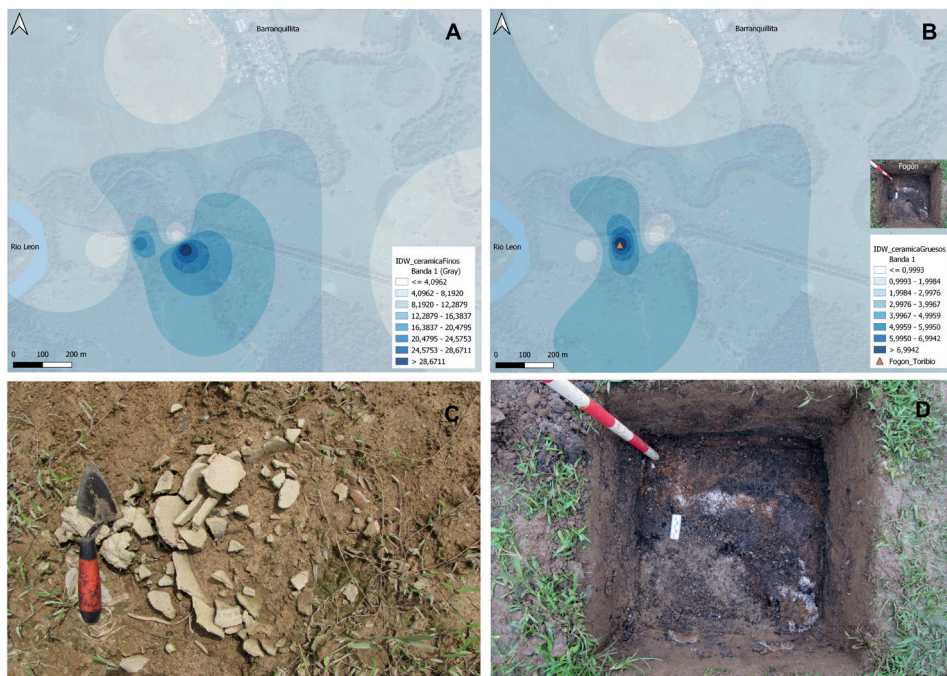 A
Barranquillita
Rio Leon
IDW_ceramicaFinos
Banda 1 (Gray)
<= 4,0962
4,0962 - 8,1920
8,1920 - 12,2879
12,2879 - 16,3837
16,3837 - 20,4795
20,4795 - 24,5753
24,5753 - 28,6711
> 28,6711
0 100 200 m
B
Barranquillita
Fogón
Rio Leon
IDW_ceramicaGruesos
Banda 1
<= 0,9993
0,9993 - 1,9984
1,9984 - 2,9976
2,9976 - 3,9967
3,9967 - 4,9959
4,9959 - 5,9950
5,9950 - 6,9942
> 6,9942
Fogon_Toribio
0 100 200 m
C
D